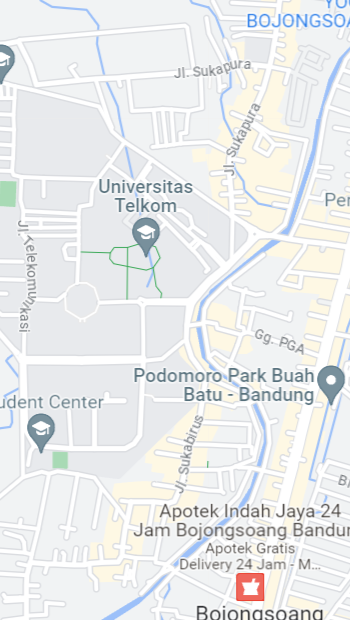 YO
BOJONGSOA
Jl. Sukapura
Jl. Sukapura
Universitas
Telkom
Per
Jl. Telekomunikasi
Gg. PGA
Podomoro Park Buah
Batu - Bandung
udent Center
Jl. Sukabirus
Apotek Indah Jaya 24
Jam Bojongsoang Bandun
Apotek Gratis
Delivery 24 Jam - M...
Bojongsoang